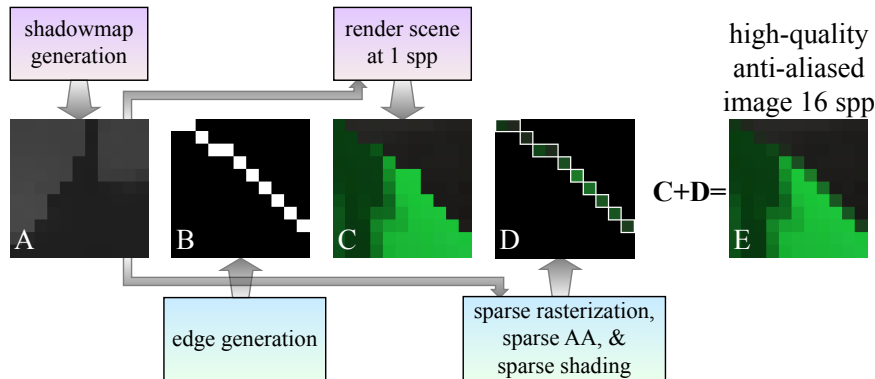 shadowmap
generation
render scene
at 1 spp
high-quality
anti-aliased
image 16 spp
A
B
C
D
C+D=
E
edge generation
sparse rasterization,
sparse AA, &
sparse shading